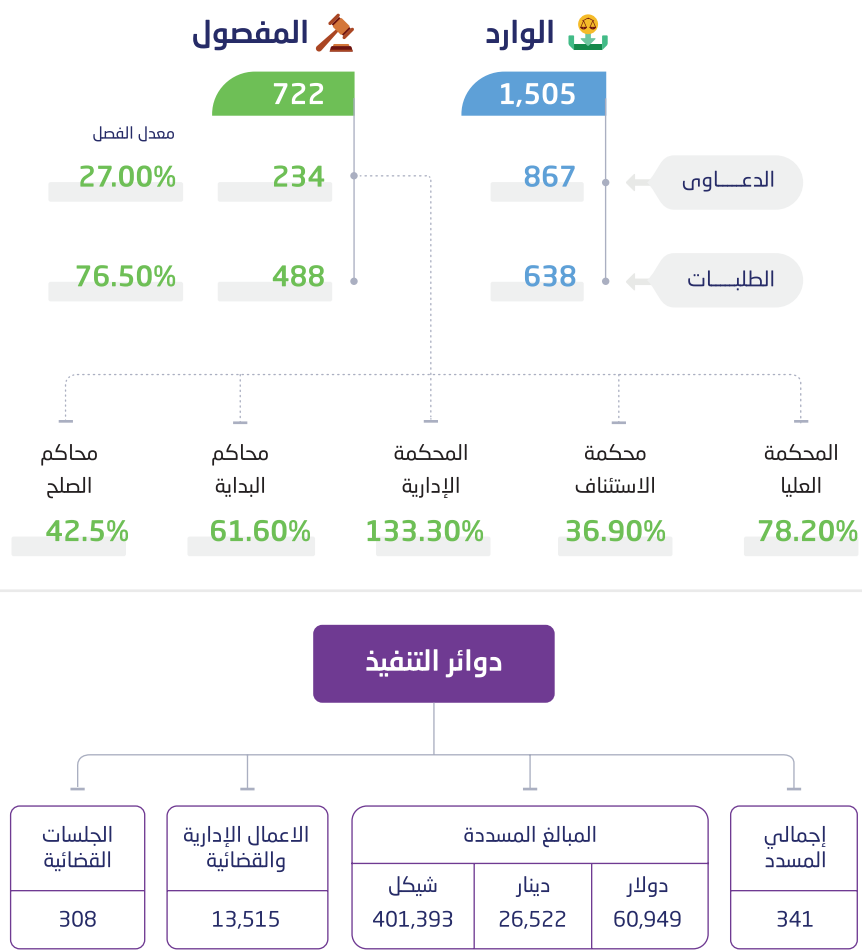 الوارد
المفصول
1,505
722
معدل الفصل
الدعـــاوى
867
234
27.00%
الطلبـــات
638
488
76.50%
المحكمة
العليا
78.20%
محكمة
الاستئناف
36.90%
المحكمة
الإدارية
133.30%
محاكم
البداية
61.60%
محاكم
الصلح
42.5%
دوائر التنفيذ
إجمالي
المسدد
341
المبالغ المسددة
دولار
60,949
دينار
26,522
شيكل
401,393
الاعمال الإدارية
والقضائية
13,515
الجلسات
القضائية
308